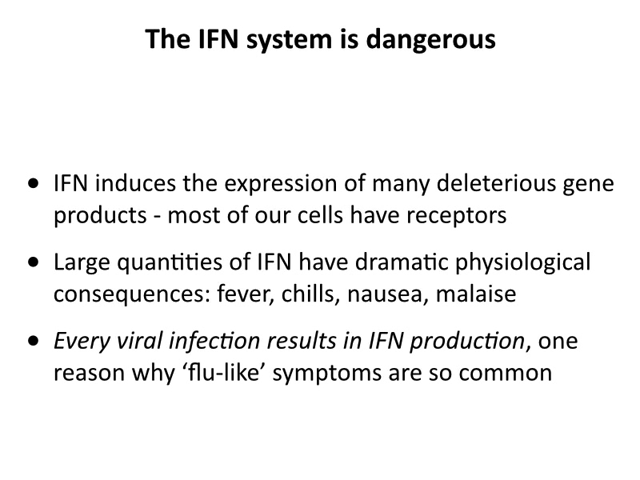 The IFN system is dangerous
• IFN induces the expression of many deleterious gene
products - most of our cells have receptors
• Large quantities of IFN have dramatic physiological
consequences: fever, chills, nausea, malaise
• Every viral infection results in IFN production, one
reason why ‘flu-like’ symptoms are so common